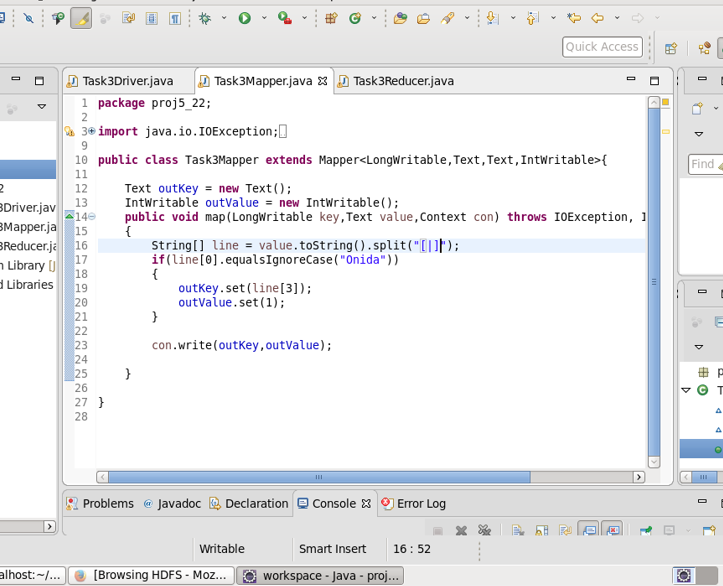 Quick Access
Task3Driver.java
Task3Mapper.java
Task3Reducer.java
1 package proj5_22;
2
3 import java.io.IOException;
9
10 public class Task3Mapper extends Mapper<LongWritable,Text,Text,IntWritable>{
11
12 Text outKey = new Text();
13 IntWritable outValue = new IntWritable();
14 public void map(LongWritable key,Text value,Context con) throws IOException, I
15 {
16 String[] line = value.toString().split("[|]");
17 if(line[0].equalsIgnoreCase("Onida"))
18 {
19 outKey.set(line[3]);
20 outValue.set(1);
21 }
22
23 con.write(outKey,outValue);
24
25 }
26
27 }
28
2
3Driver.jav
3Mapper.jav
3Reducer.jav
n Library [J
d Libraries
Find
p
T
Problems
@ Javadoc
Declaration
Console
Error Log
Writable
Smart Insert
16 : 52
alhost:~/...
[Browsing HDFS - Moz...
workspace - Java - proj...